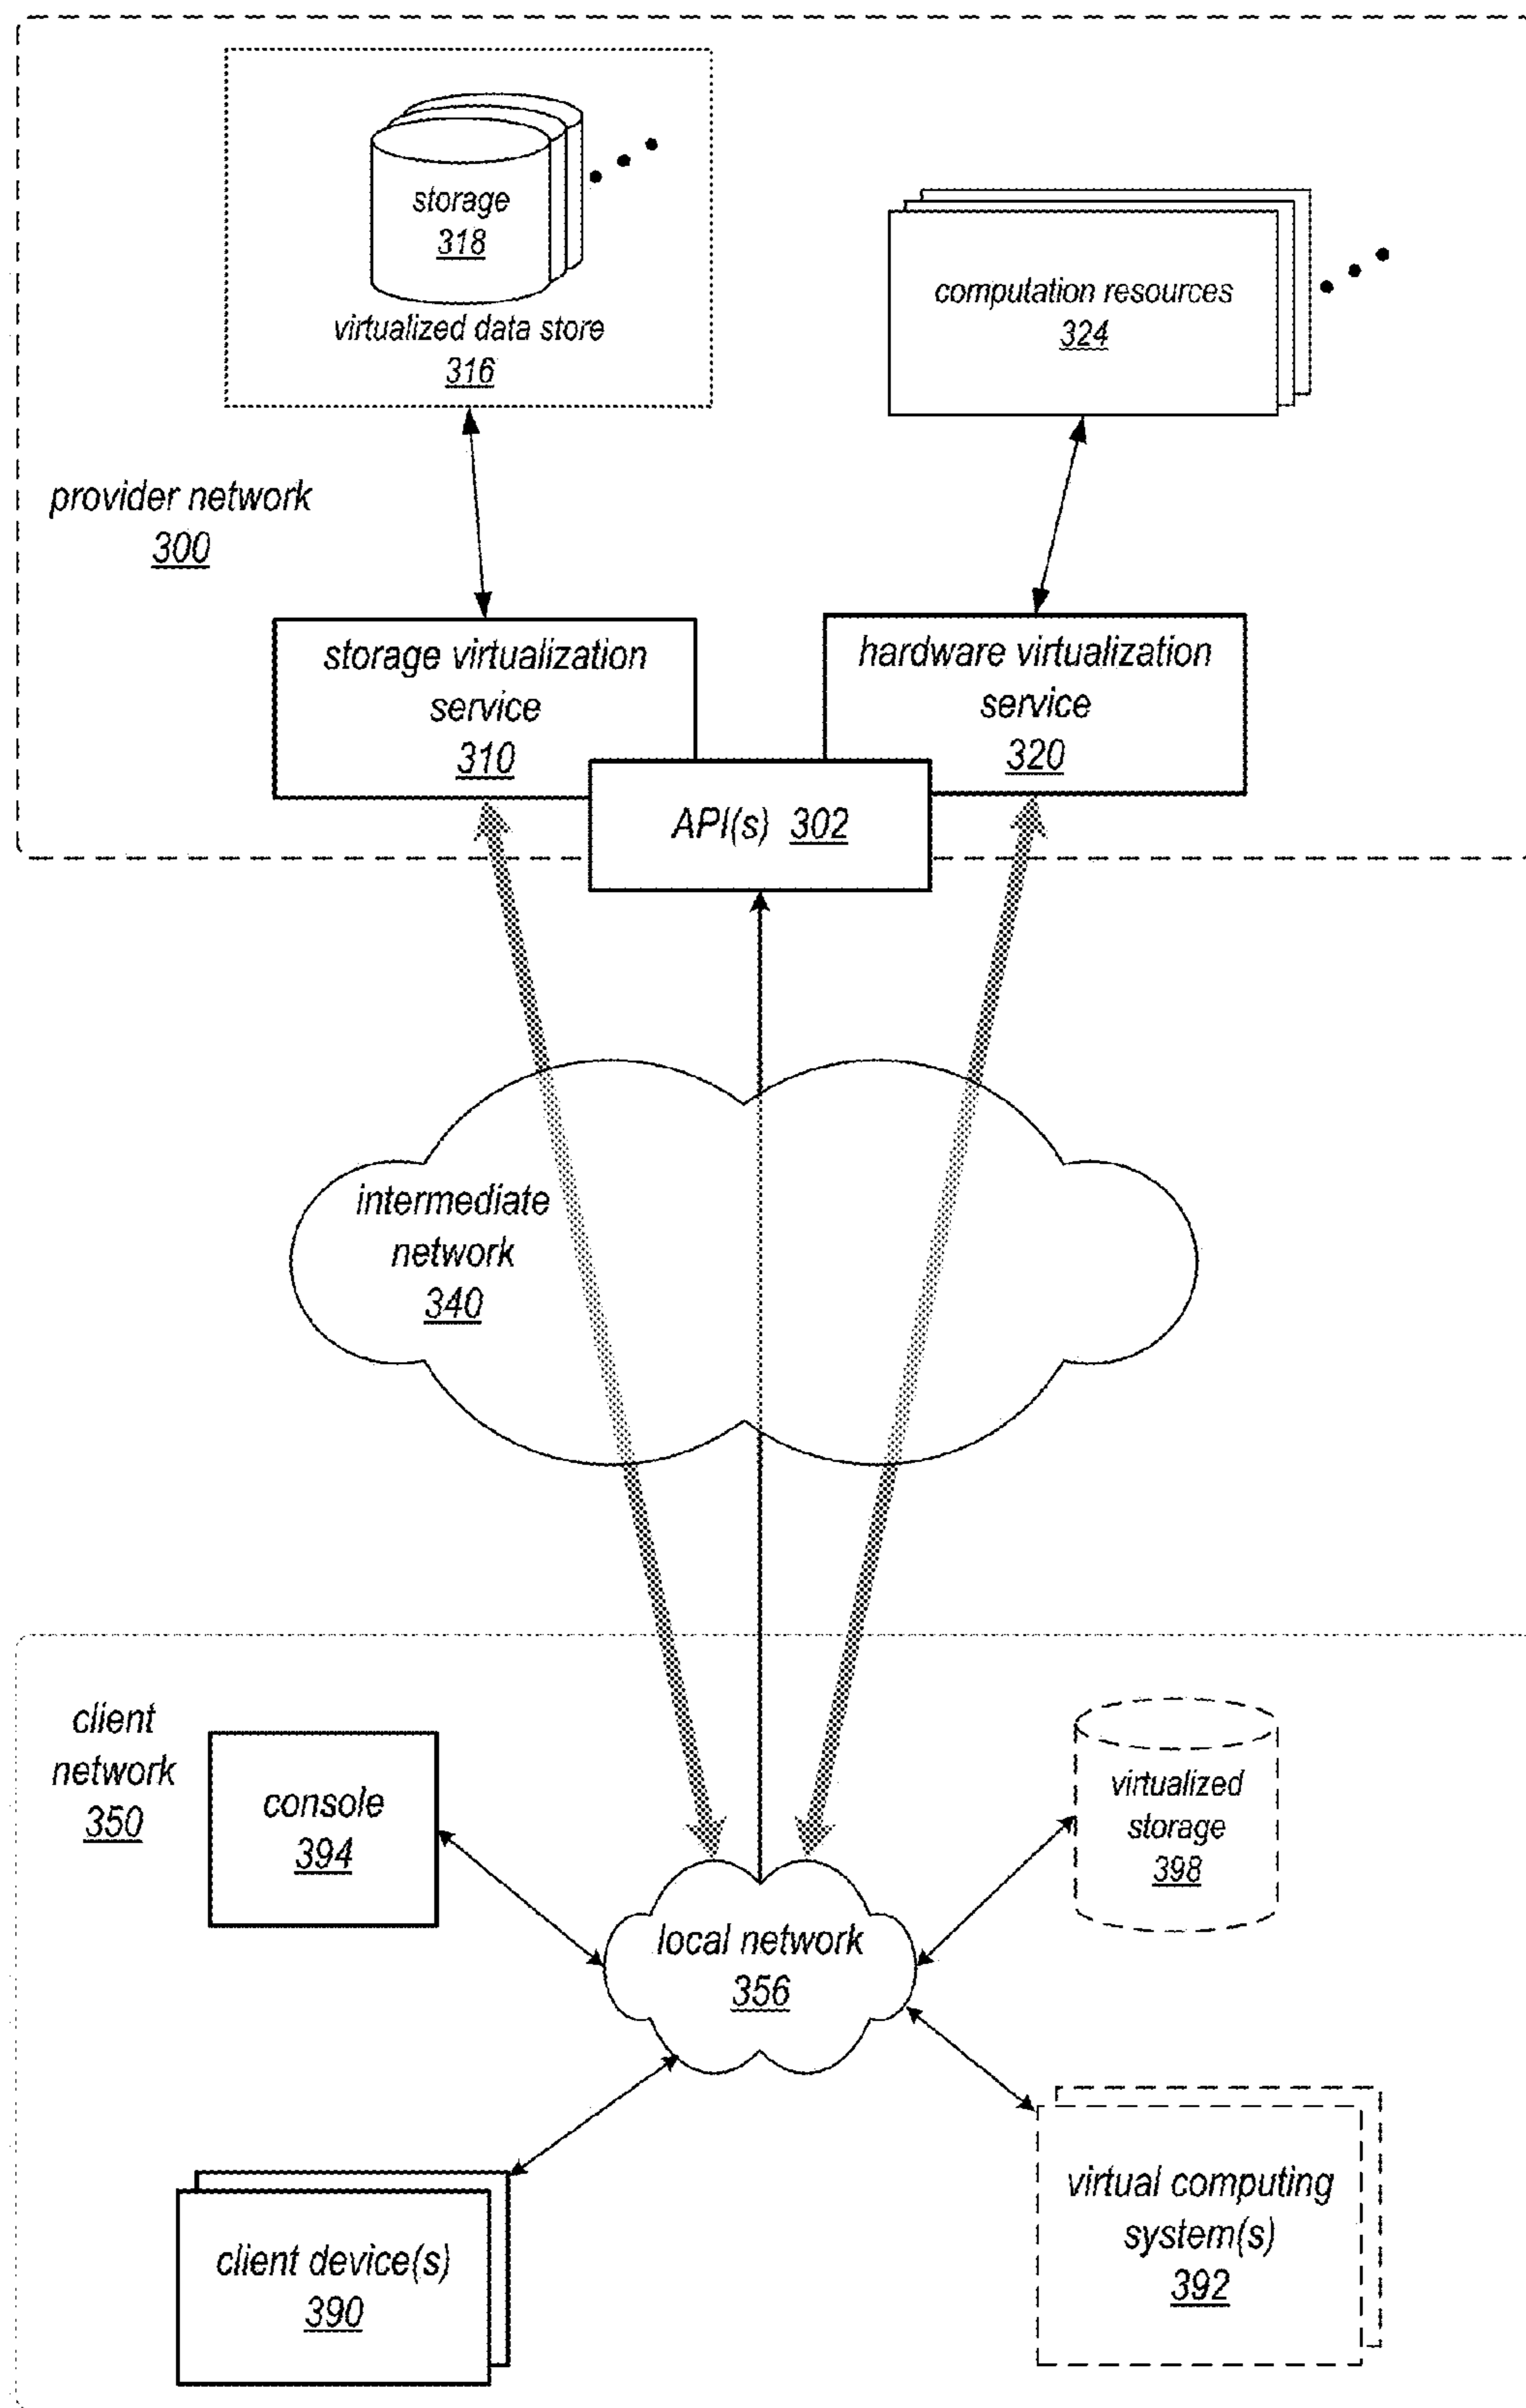 storage
318
virtualized data store
316
computation resources
324
provider network
300
storage virtualization
service
310
hardware virtualization
service
320
API(s) 302
intermediate
network
340
client
network
350
console
394
virtualized
storage
398
local network
356
client device(s)
390
virtual computing
system(s)
392